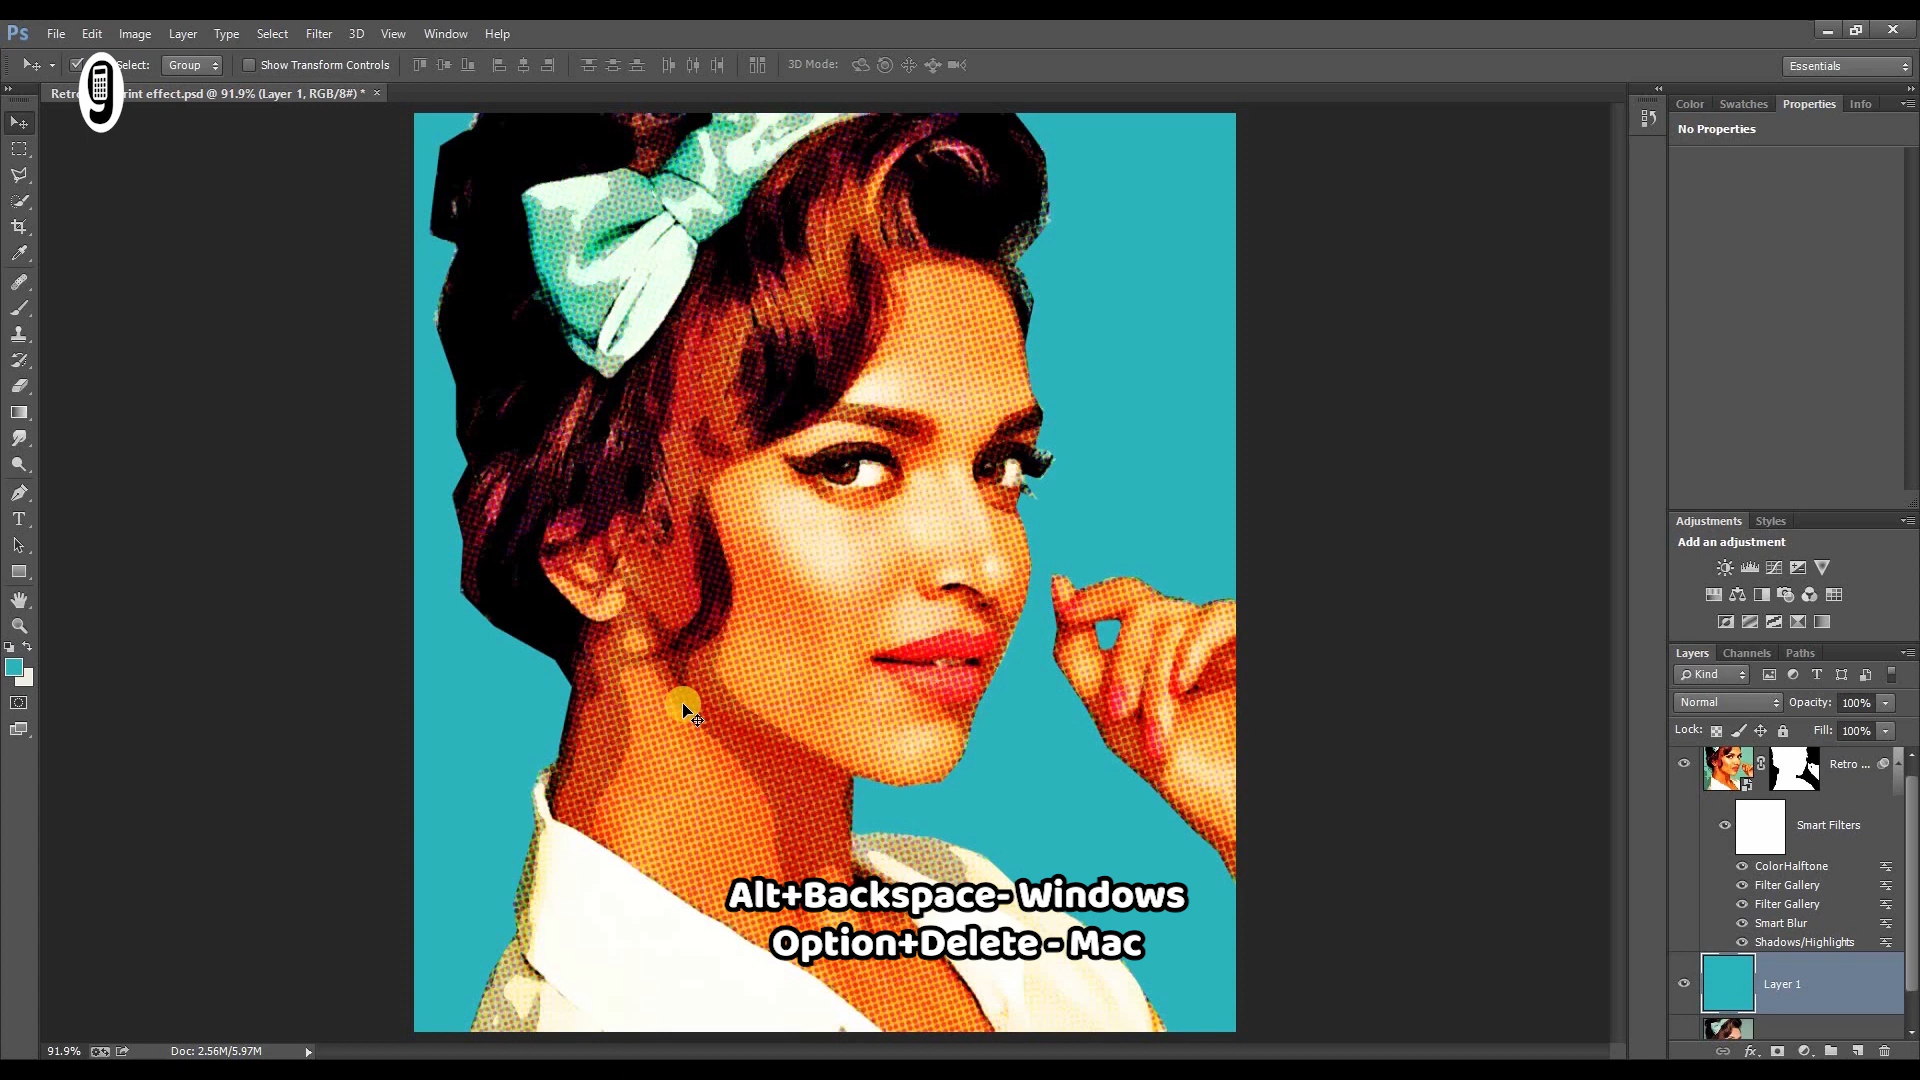 Ps File Edit Image Layer Type Select Filter 3D View Window Help
Select: Group Show Transform Controls 3D Mode: Essentials
Retro rint effect.psd @ 91.9% (Layer 1, RGB/8#) * ×
Color Swatches Properties Info
No Properties
Adjustments Styles
Add an adjustment
Layers Channels Paths
Kind
Normal Opacity: 100%
Lock: Fill: 100%
Retro ...
Smart Filters
ColorHalftone
Filter Gallery
Filter Gallery
Smart Blur
Shadows/Highlights
Layer 1
Alt+Backspace- Windows
Option+Delete - Mac
91.9% Doc: 2.56M/5.97M